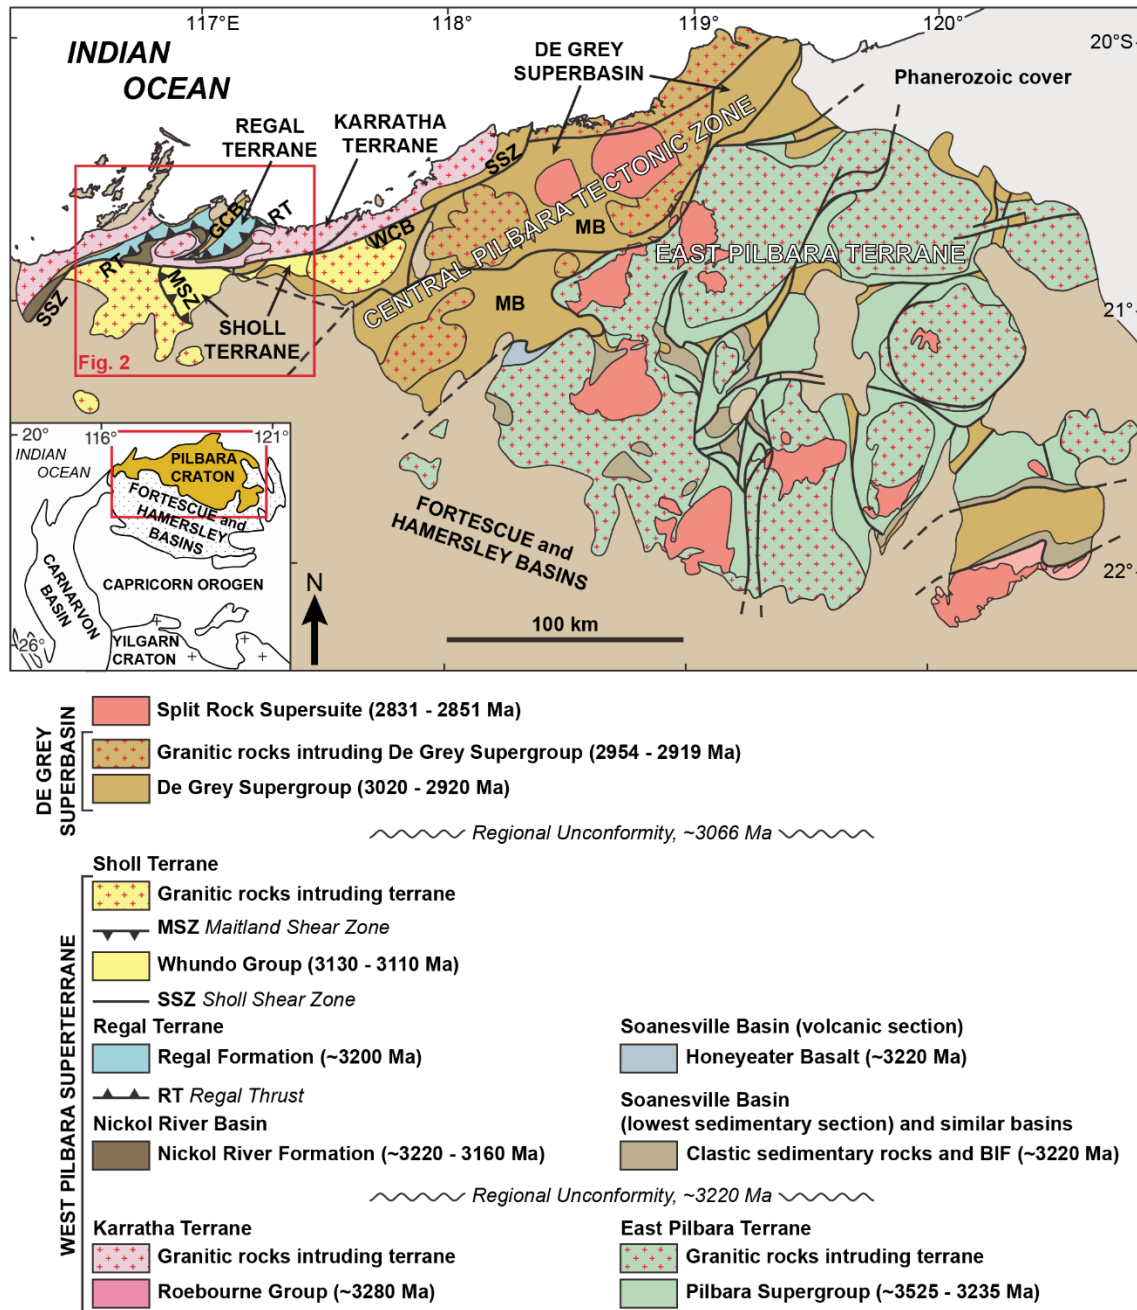 117°E
118°
119°
120°
20°S
INDIAN
OCEAN
DE GREY
SUPERBASIN
Phanerozoic cover
REGAL
TERRANE
KARRATHA
TERRANE
SSZ
CENTRAL PILBARA TECTONIC ZONE
GCB
RT
WCB
MB
EAST PILBARA TERRANE
RT
MSZ
SSZ
SHOLL
TERRANE
MB
21°
Fig. 2
20°
116°
121°
INDIAN
OCEAN
PILBARA
CRATON
FORTESCUE and
HAMERSLEY
BASINS
CARNARVON
BASIN
CAPRICORN OROGEN
YILGARN
CRATON
26°
N
FORTESCUE and
HAMERSLEY BASINS
100 km
22°
DE GREY
SUPERBASIN
Split Rock Supersuite (2831 - 2851 Ma)
Granitic rocks intruding De Grey Supergroup (2954 - 2919 Ma)
De Grey Supergroup (3020 - 2920 Ma)
Regional Unconformity, ~3066 Ma
WEST PILBARA SUPERTERRANE
Sholl Terrane
Granitic rocks intruding terrane
MSZ Maitland Shear Zone
Whundo Group (3130 - 3110 Ma)
SSZ Sholl Shear Zone
Regal Terrane
Regal Formation (~3200 Ma)
RT Regal Thrust
Nickol River Basin
Nickol River Formation (~3220 - 3160 Ma)
Soanesville Basin (volcanic section)
Honeyeater Basalt (~3220 Ma)
Soanesville Basin
(lowest sedimentary section) and similar basins
Clastic sedimentary rocks and BIF (~3220 Ma)
Regional Unconformity, ~3220 Ma
Karratha Terrane
Granitic rocks intruding terrane
Roebourne Group (~3280 Ma)
East Pilbara Terrane
Granitic rocks intruding terrane
Pilbara Supergroup (~3525 - 3235 Ma)